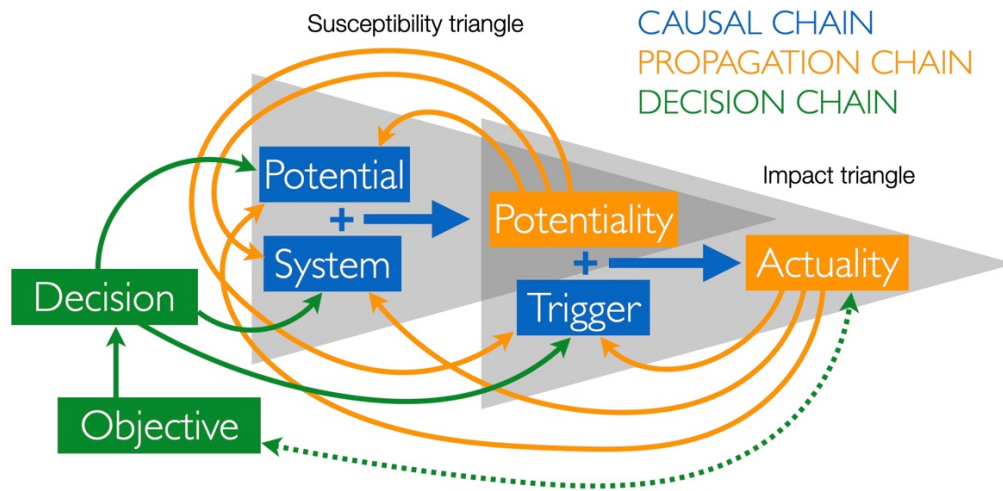 Susceptibility triangle
CAUSAL CHAIN
PROPAGATION CHAIN
DECISION CHAIN
Potential
+
System
Impact triangle
Potentiality
+
Trigger
Actuality
Decision
Objective